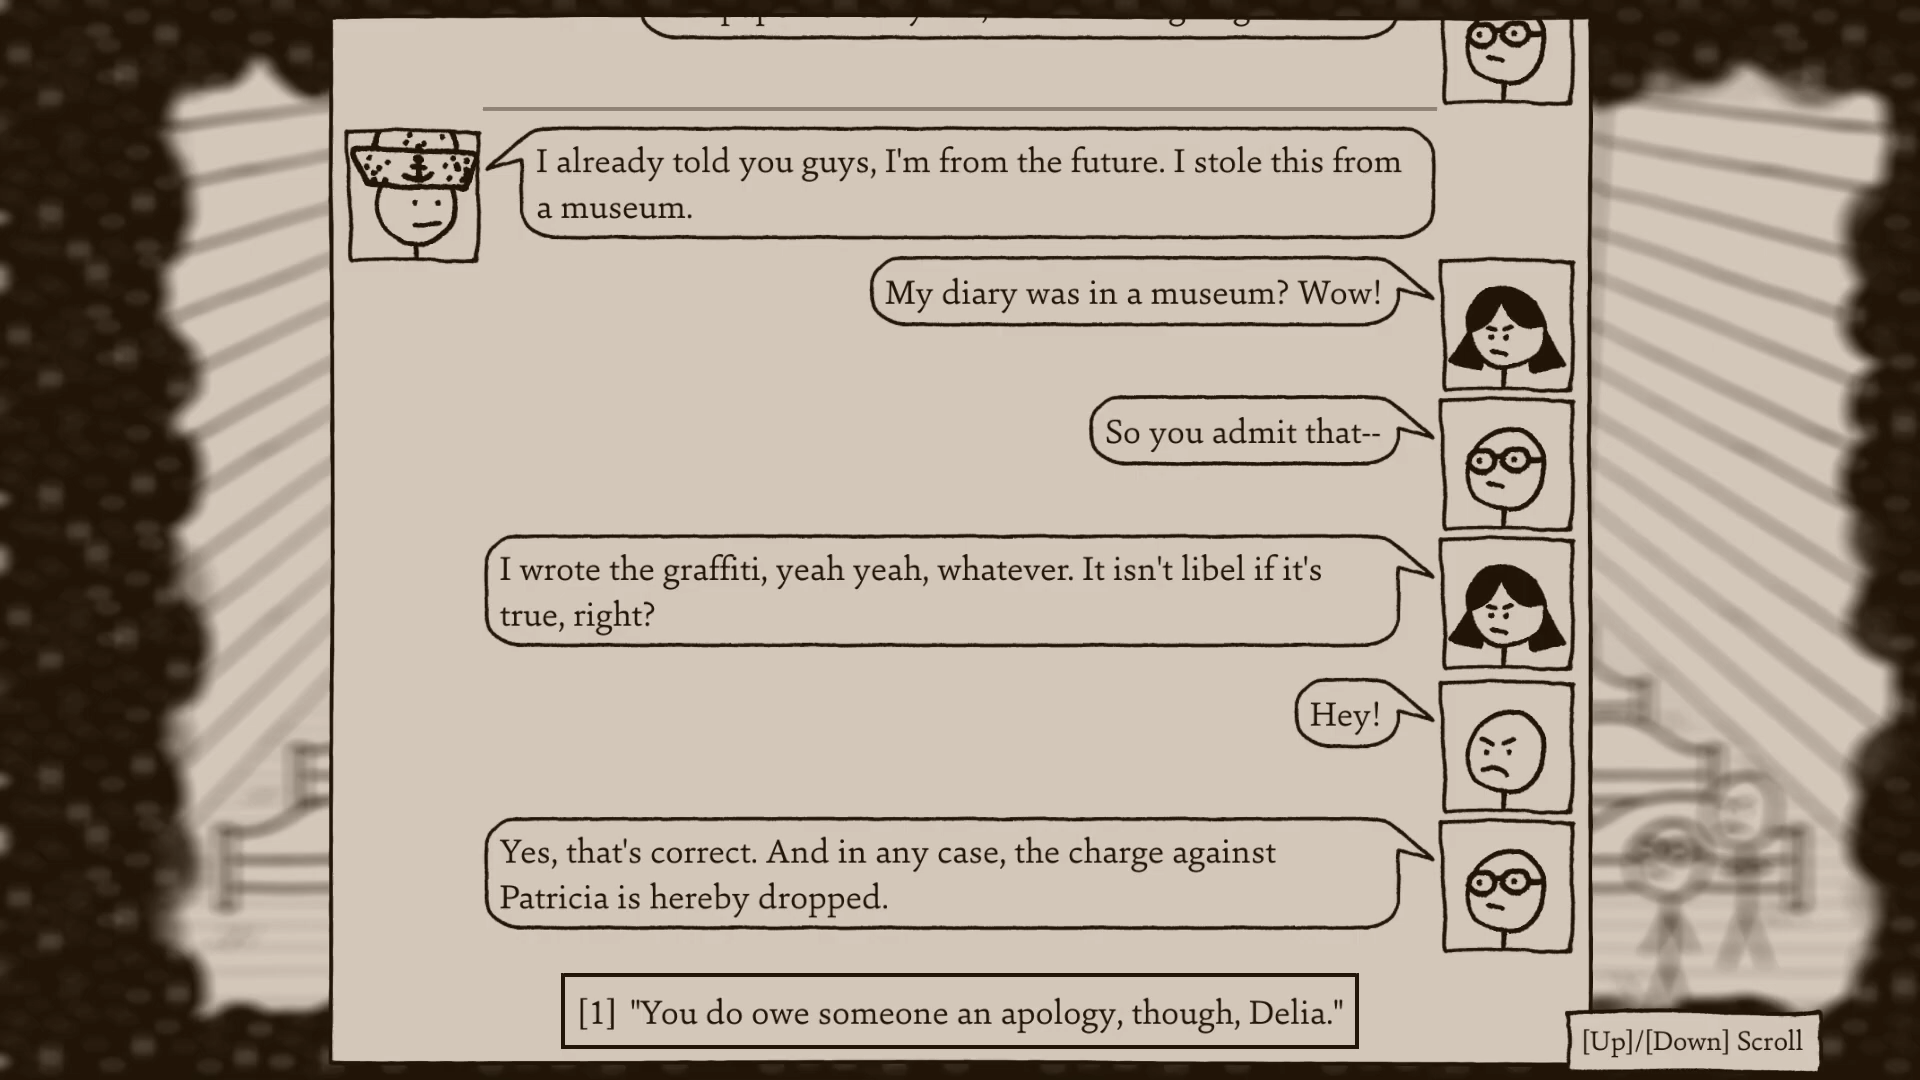 I already told you guys, I'm from the future. I stole this from
a museum.
My diary was in a museum? Wow!
So you admit that--
I wrote the graffiti, yeah yeah, whatever. It isn't libel if it's
true, right?
Hey!
Yes, that's correct. And in any case, the charge against
Patricia is hereby dropped.
[1] "You do owe someone an apology, though, Delia."
[Up]/[Down] Scroll